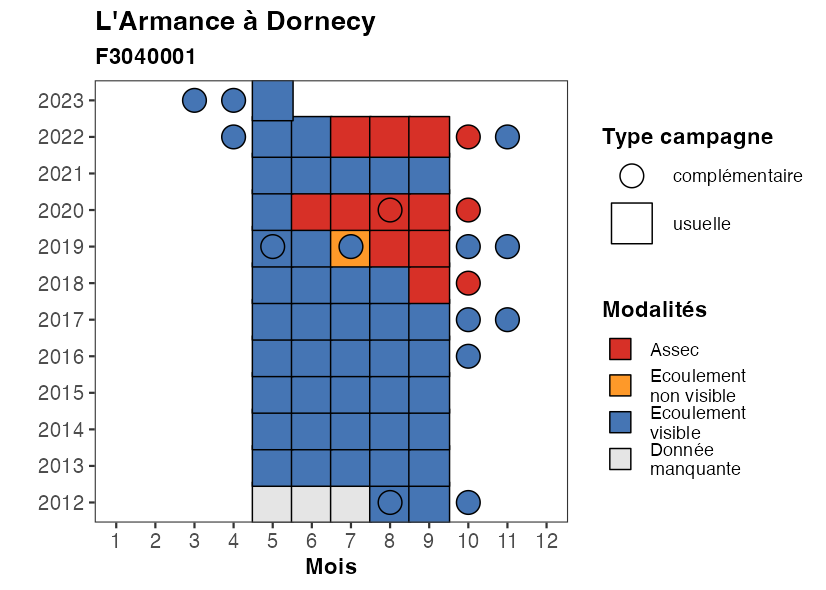 L'Armance à Dornecy
F3040001
2023
2022
2021
2020
2019
2018
2017
2016
2015
2014
2013
2012
1 2 3 4 5 6 7 8 9 10 11 12
Mois
Type campagne
complémentaire
usuelle
Modalités
Assec
Ecoulement
non visible
Ecoulement
visible
Donnée
manquante